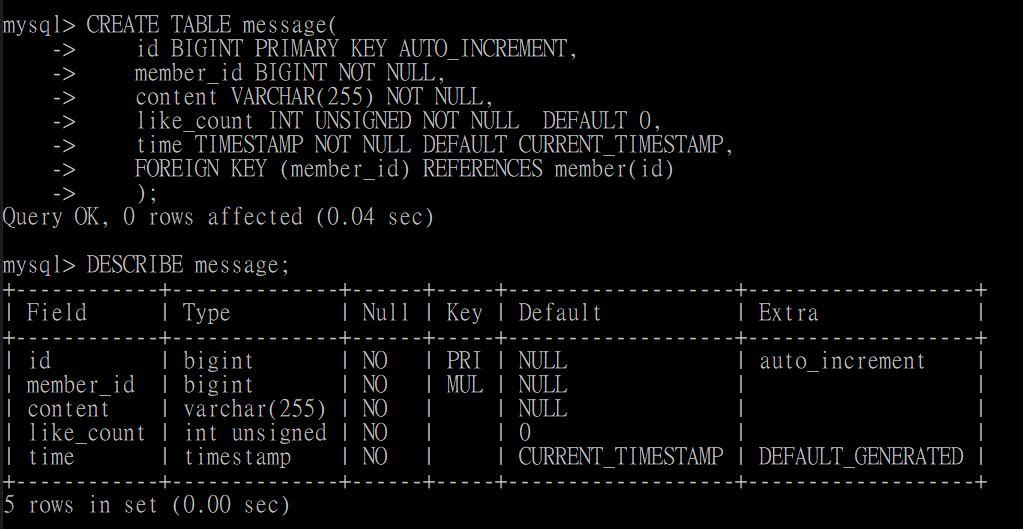 mysql> CREATE TABLE message(
    ->     id BIGINT PRIMARY KEY AUTO_INCREMENT,
    ->     member_id BIGINT NOT NULL,
    ->     content VARCHAR(255) NOT NULL,
    ->     like_count INT UNSIGNED NOT NULL  DEFAULT 0,
    ->     time TIMESTAMP NOT NULL DEFAULT CURRENT_TIMESTAMP,
    ->     FOREIGN KEY (member_id) REFERENCES member(id)
    ->     );
Query OK, 0 rows affected (0.04 sec)

mysql> DESCRIBE message;
+------------+--------------+------+-----+-------------------+-------------------+
| Field      | Type         | Null | Key | Default           | Extra             |
+------------+--------------+------+-----+-------------------+-------------------+
| id         | bigint       | NO   | PRI | NULL              | auto_increment    |
| member_id  | bigint       | NO   | MUL | NULL              |                   |
| content    | varchar(255) | NO   |     | NULL              |                   |
| like_count | int unsigned | NO   |     | 0                 |                   |
| time       | timestamp    | NO   |     | CURRENT_TIMESTAMP | DEFAULT_GENERATED |
+------------+--------------+------+-----+-------------------+-------------------+
5 rows in set (0.00 sec)